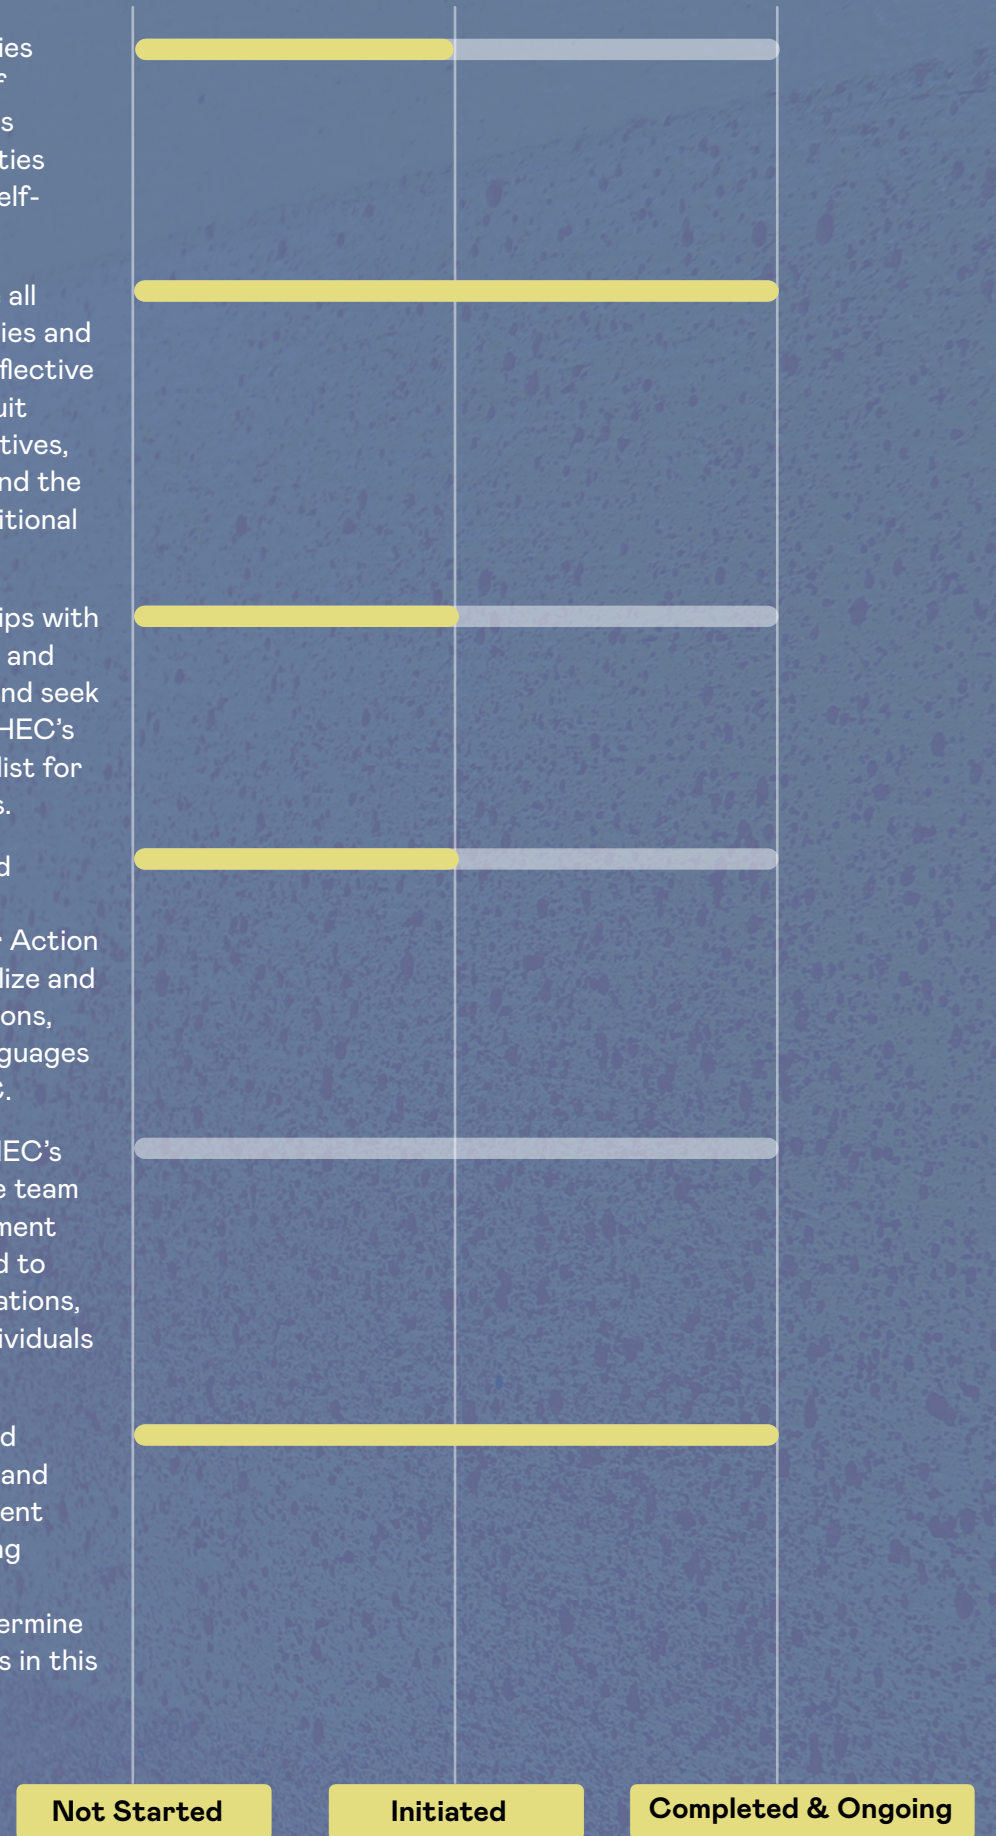 ies
f
s
ties
elf-
all
ies and
flective
uit
tives,
nd the
itional
ips with
and
nd seek
HEC's
list for
s.
d
r Action
lize and
ons,
guages
C.
HEC's
e team
ment
d to
ations,
ividuals
d
and
ent
ng
ermine
s in this
Not Started
Initiated
Completed & Ongoing